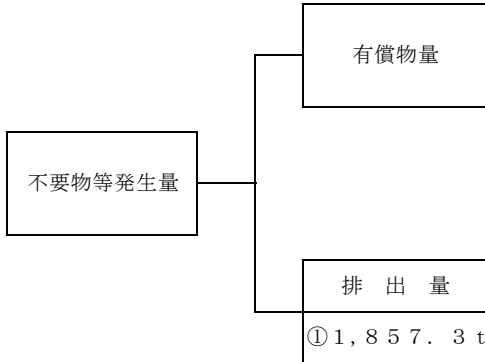 有償物量
不要物等発生量
排　出　量
①１,８５７．３ｔ